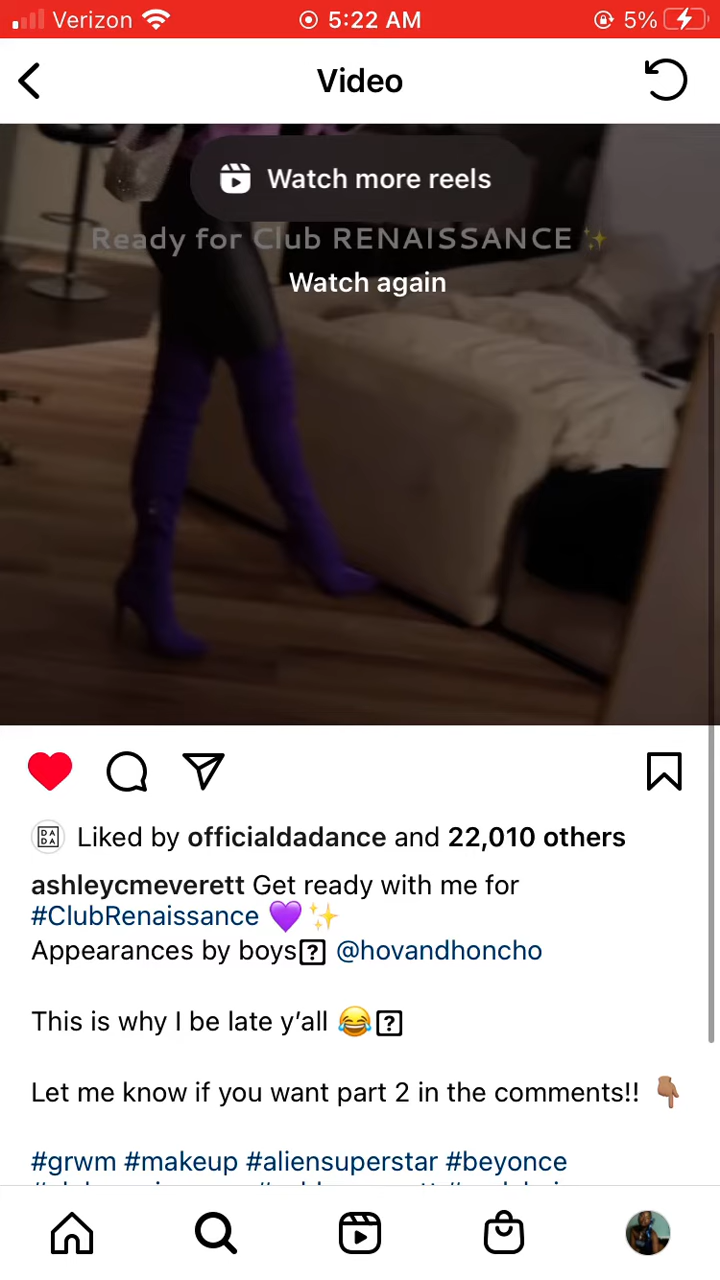 Verizon 5:22 AM 5%
Video
Watch more reels
Ready for Club RENAISSANCE ✨
Watch again
DA
DA
Liked by officialdadance and 22,010 others
ashleycmeverett Get ready with me for
#ClubRenaissance 💜✨
Appearances by boys⍰ @hovandhoncho
This is why I be late y’all 😂⍰
Let me know if you want part 2 in the comments!! 👇🏽
#grwm #makeup #aliensuperstar #beyonce